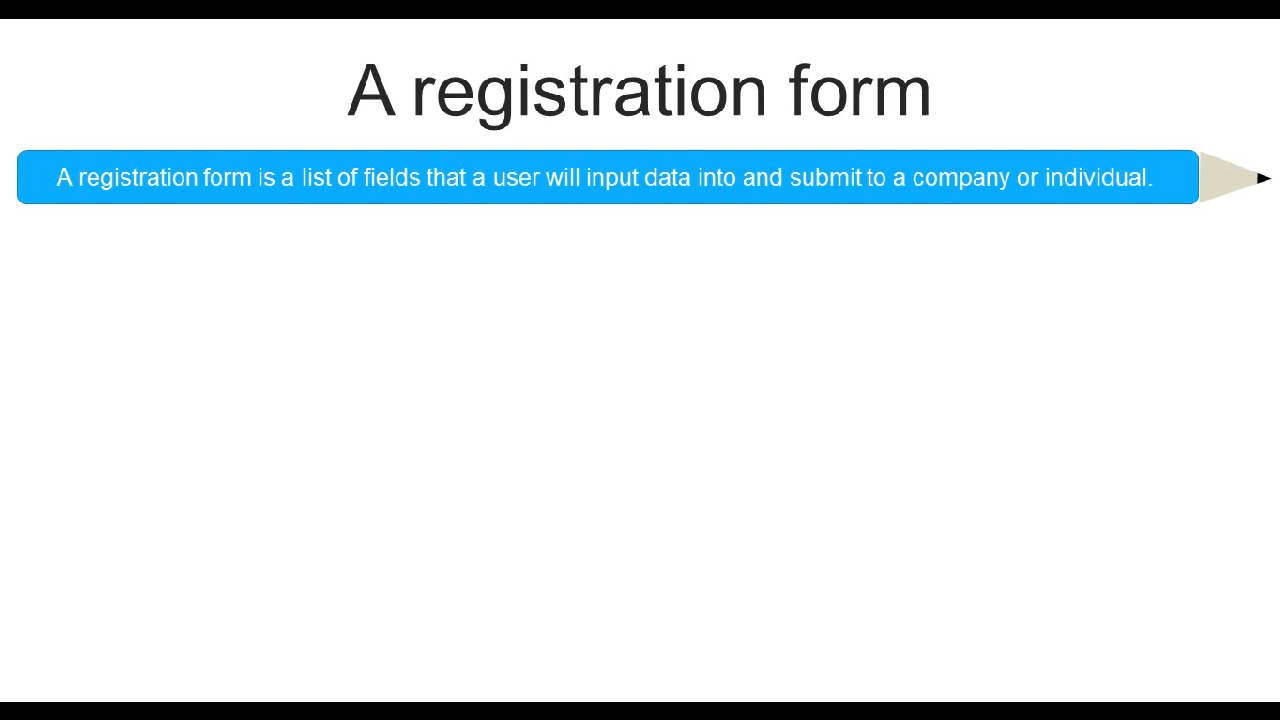 A registration form
A registration form is a list of fields that a user will input data into and submit to a company or individual.